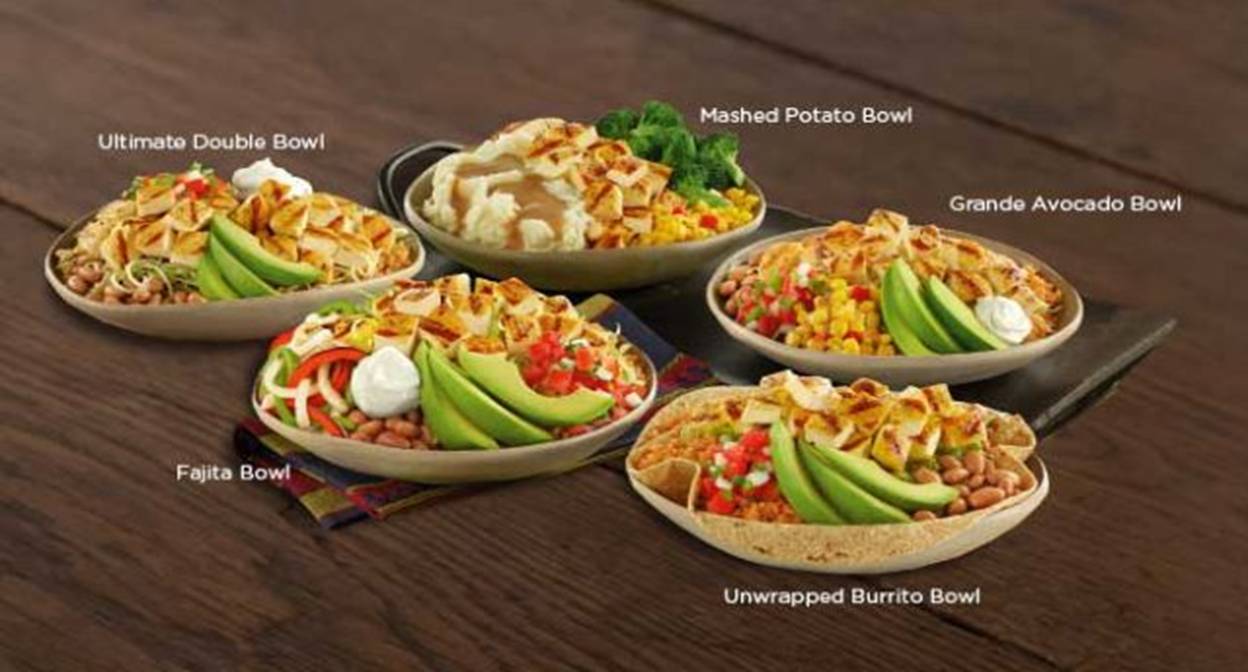 Mashed Potato Bowl
Ultimate Double Bowl
Grande Avocado Bowl
Fajita Bowl
Unwrapped Burrito Bowl